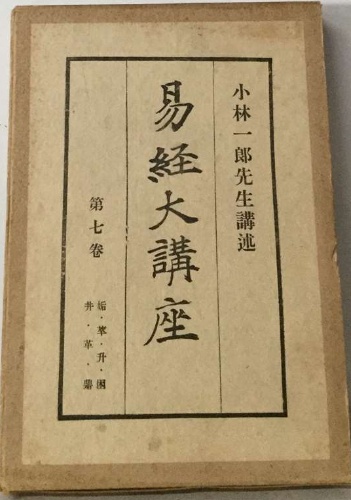 小林一郎先生講述
易経大講座
第七卷
姤・萃・升・困
井・革・鼎